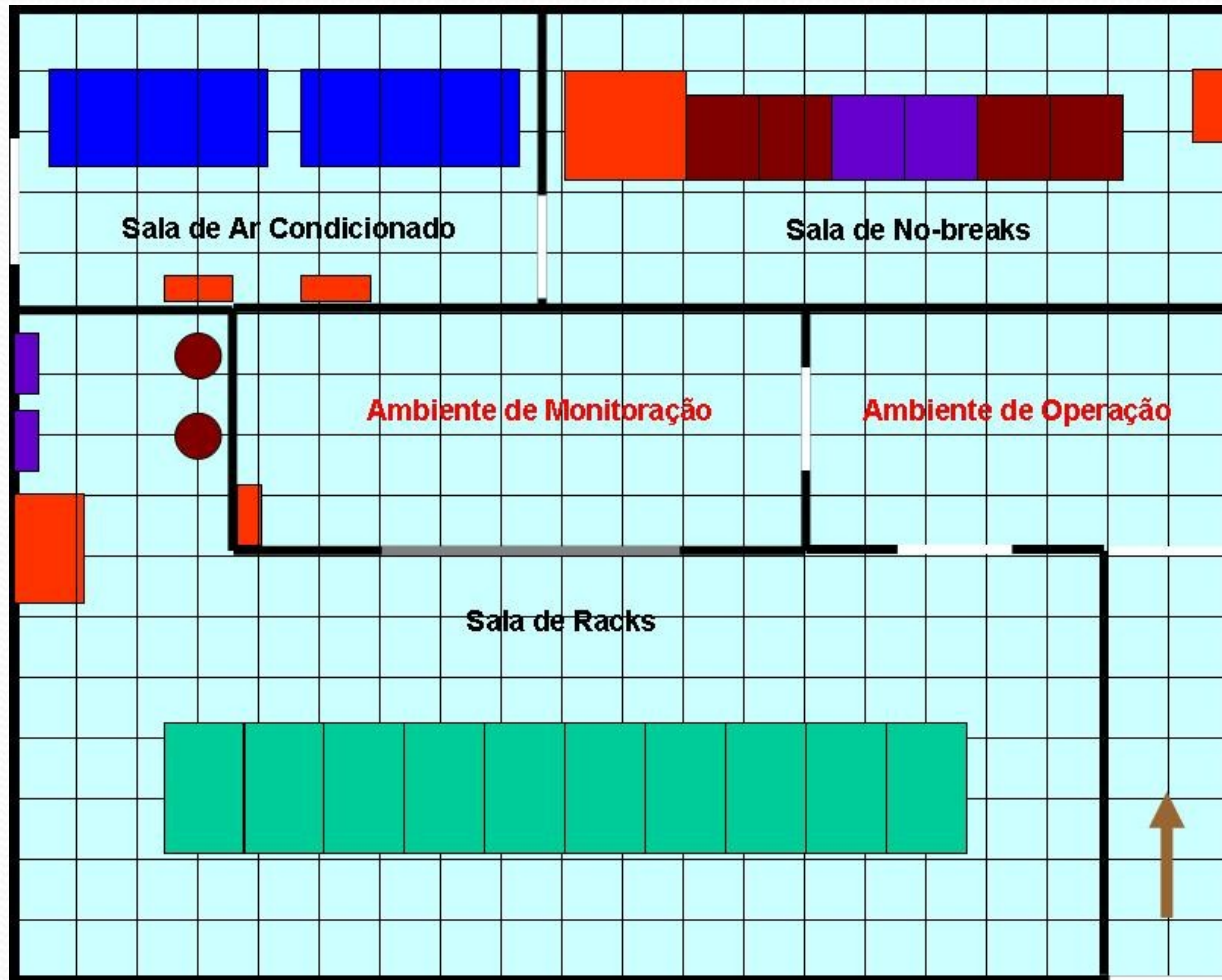 Sala de Ar Condicionado
Sala de No-breaks
Ambiente de Monitoração
Ambiente de Operação
Sala de Racks